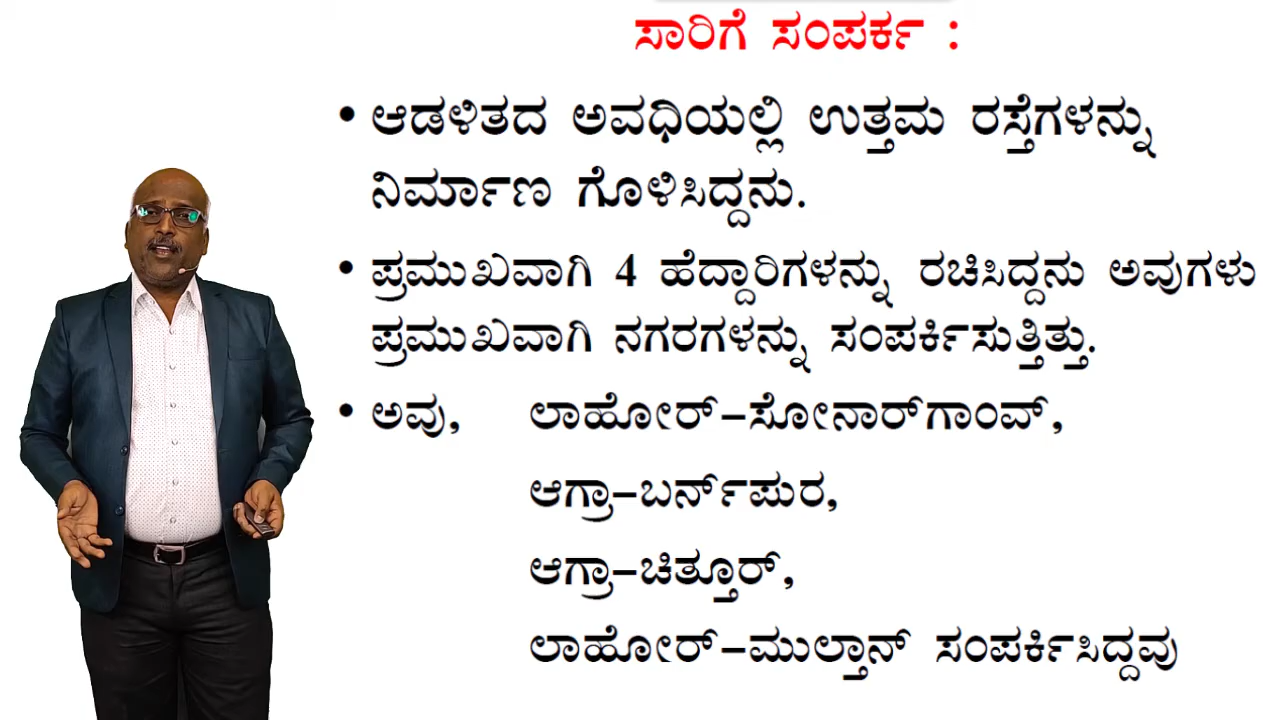 ಸಾರಿಗೆ ಸಂಪರ್ಕ :
• ಆಡಳಿತದ ಅವಧಿಯಲ್ಲಿ ಉತ್ತಮ ರಸ್ತೆಗಳನ್ನು
ನಿರ್ಮಾಣ ಗೊಳಿಸಿದ್ದನು.
• ಪ್ರಮುಖವಾಗಿ 4 ಹೆದ್ದಾರಿಗಳನ್ನು ರಚಿಸಿದ್ದನು ಅವುಗಳು
ಪ್ರಮುಖವಾಗಿ ನಗರಗಳನ್ನು ಸಂಪರ್ಕಿಸುತ್ತಿತ್ತು.
• ಅವು, ಲಾಹೋರ್-ಸೋನಾರ್‌ಗಾಂವ್,
ಆಗ್ರಾ-ಬರ್ನ್‌ಪುರ,
ಆಗ್ರಾ-ಚಿತ್ತೂರ್,
ಲಾಹೋರ್-ಮುಲ್ತಾನ್ ಸಂಪರ್ಕಿಸಿದ್ದವು